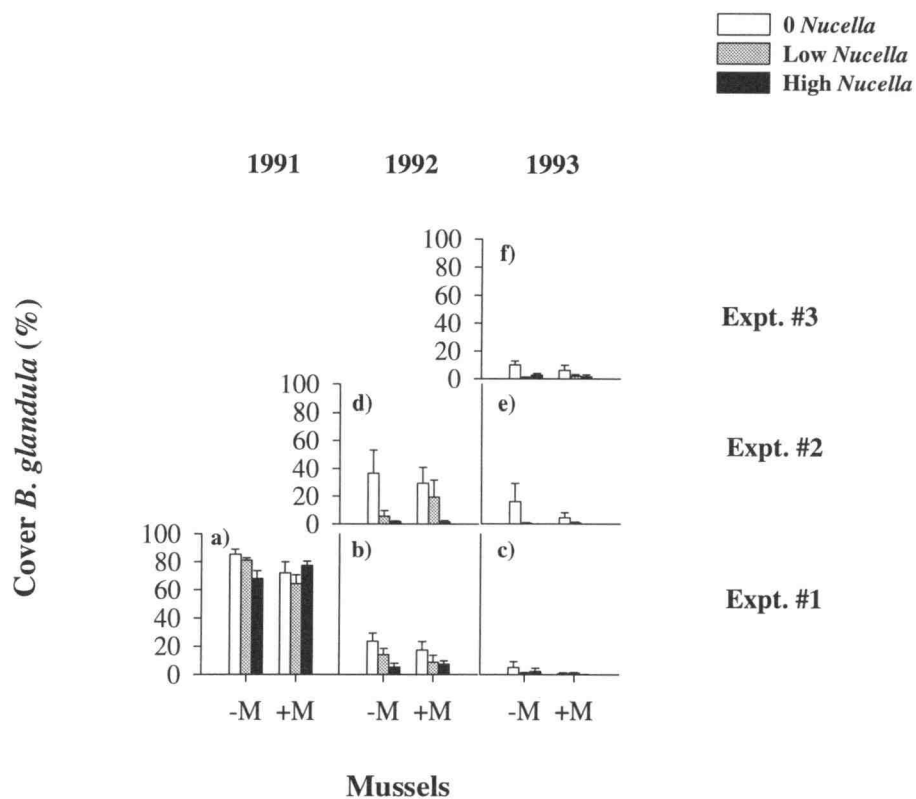 0 Nucella
Low Nucella
High Nucella
1991 1992 1993
Cover B. glandula (%)
100
80
60
40
20
0
f)
Expt. #3
100
80
60
40
20
0
d)
e)
Expt. #2
100
80
60
40
20
0
a)
b)
c)
Expt. #1
-M +M -M +M -M +M
Mussels